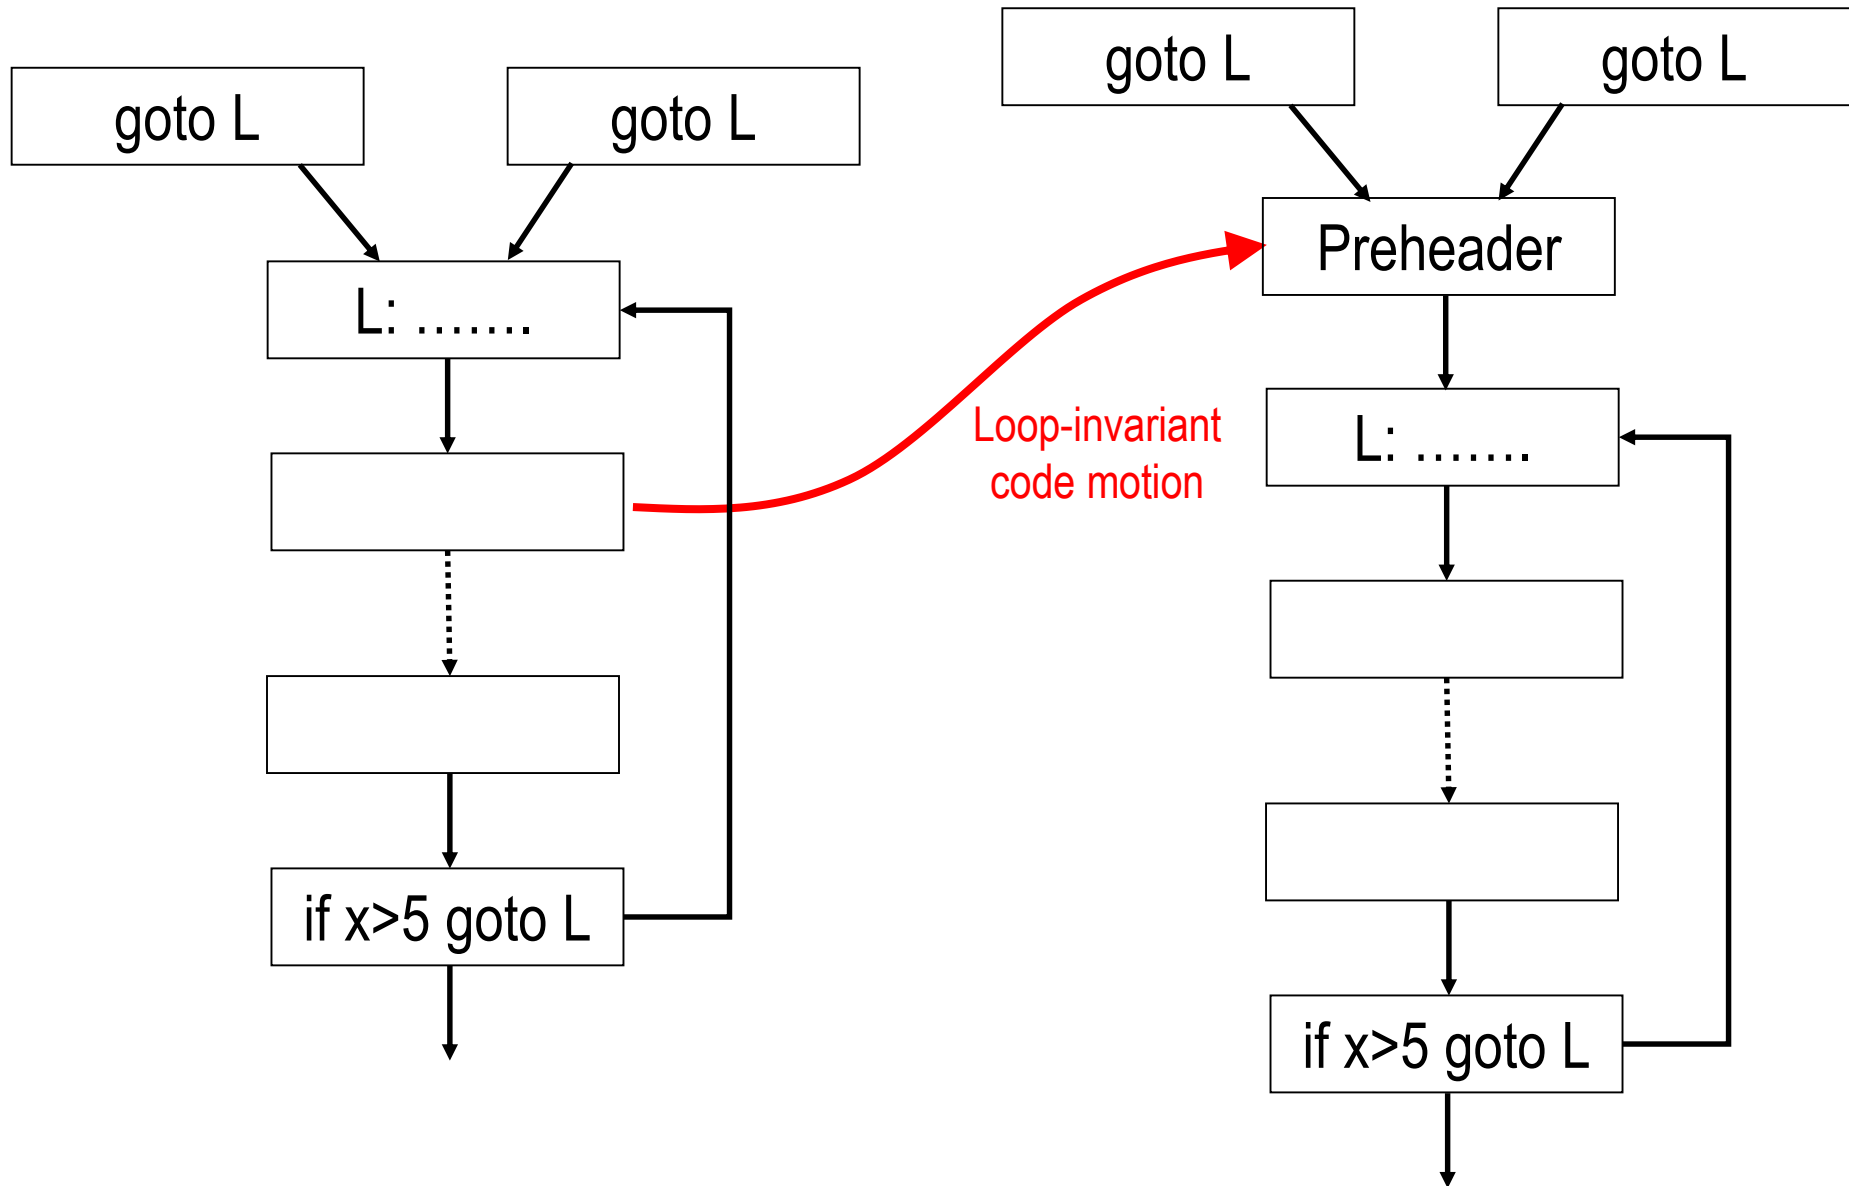 goto L
goto L
L: .......
if x>5 goto L
Loop-invariant
code motion
goto L
goto L
Preheader
L: .......
if x>5 goto L